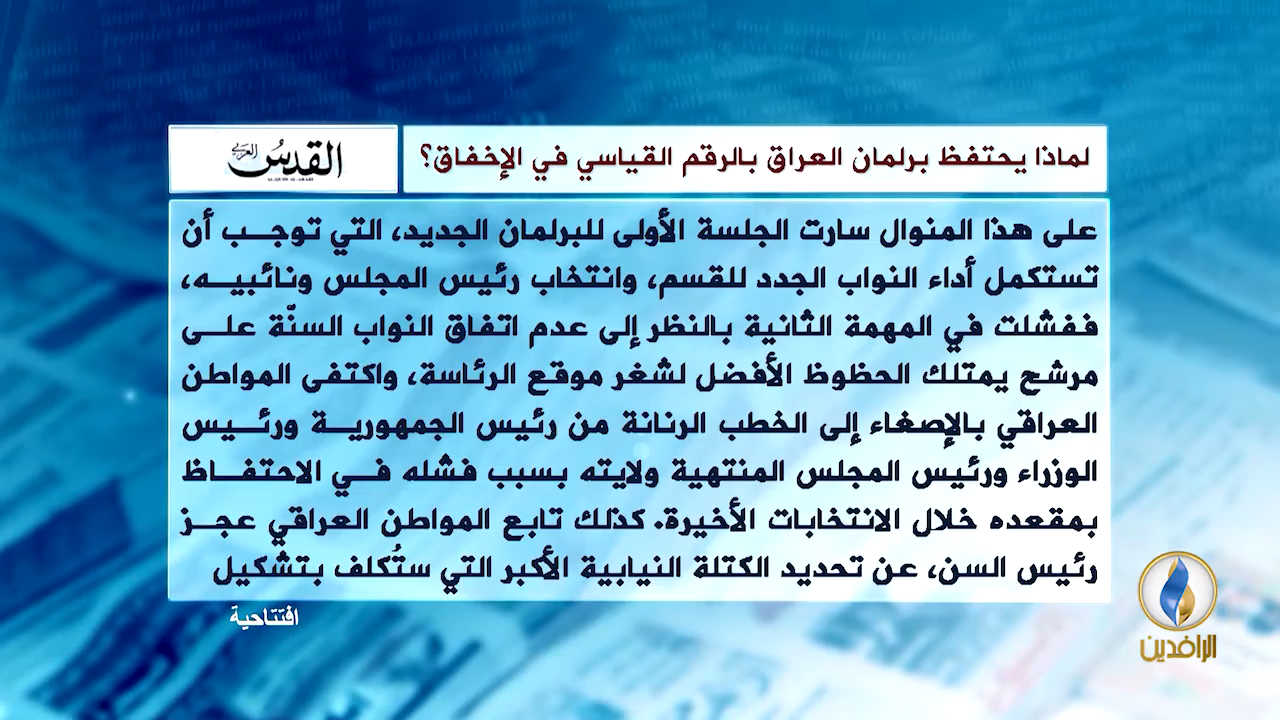 لماذا يحتفظ برلمان العراق بالرقم القياسي في الإخفاق؟
القدس العربي
AL-QUDS AL-ARABI
على هذا المنوال سارت الجلسة الأولى للبرلمان الجديد، التي توجب أن
تستكمل أداء النواب الجدد للقسم، وانتخاب رئيس المجلس ونائبيه،
ففشلت في المهمة الثانية بالنظر إلى عدم اتفاق النواب السنّة على
مرشح يمتلك الحظوظ الأفضل لشغر موقع الرئاسة، واكتفى المواطن
العراقي بالإصغاء إلى الخطب الرنانة من رئيس الجمهورية ورئيس
الوزراء ورئيس المجلس المنتهية ولايته بسبب فشله في الاحتفاظ
بمقعده خلال الانتخابات الأخيرة. كذلك تابع المواطن العراقي عجز
رئيس السن، عن تحديد الكتلة النيابية الأكبر التي ستُكلف بتشكيل
افتتاحية
الرافدين